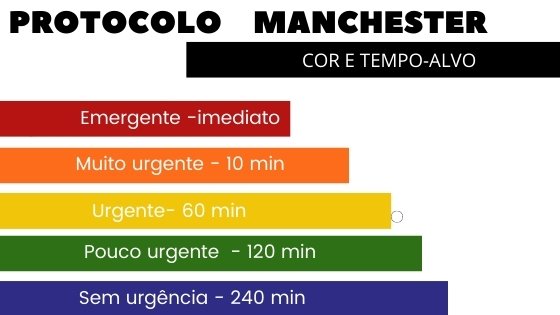 PROTOCOLO MANCHESTER
COR E TEMPO-ALVO
Emergente -imediato
Muito urgente - 10 min
Urgente- 60 min
Pouco urgente - 120 min
Sem urgência - 240 min